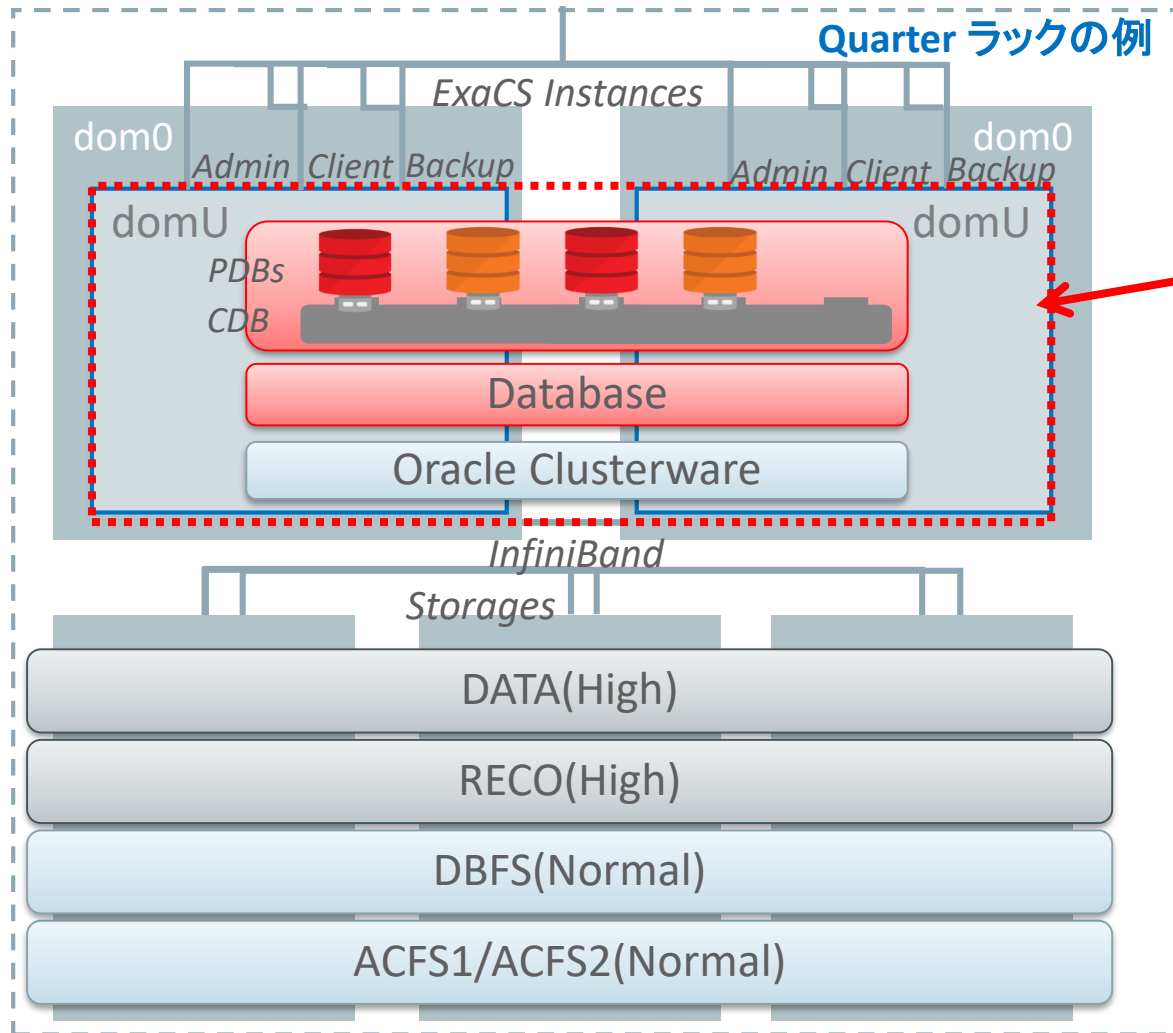 Quarter ラックの例
ExaCS Instances
dom0
dom0
Admin Client Backup
Admin Client Backup
domU
domU
PDBs
CDB
Database
Oracle Clusterware
InfiniBand
Storages
DATA(High)
RECO(High)
DBFS(Normal)
ACFS1/ACFS2(Normal)